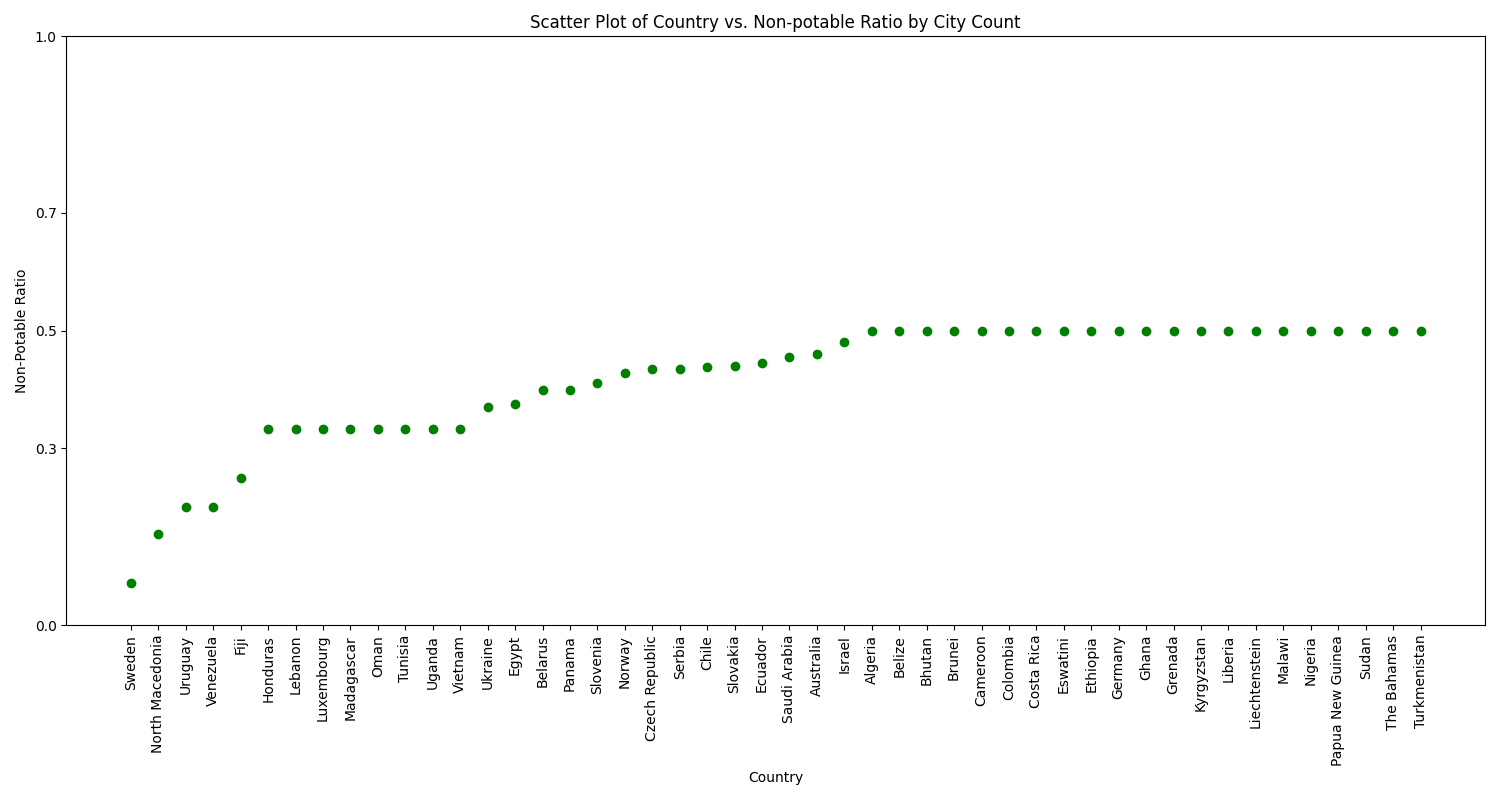 Scatter Plot of Country vs. Non-potable Ratio by City Count
Non-Potable Ratio
1.0
0.7
0.5
0.3
0.0
Sweden
North Macedonia
Uruguay
Venezuela
Fiji
Honduras
Lebanon
Luxembourg
Madagascar
Oman
Tunisia
Uganda
Vietnam
Ukraine
Egypt
Belarus
Panama
Slovenia
Norway
Czech Republic
Serbia
Chile
Slovakia
Ecuador
Saudi Arabia
Australia
Israel
Algeria
Belize
Bhutan
Brunei
Cameroon
Colombia
Costa Rica
Eswatini
Ethiopia
Germany
Ghana
Grenada
Kyrgyzstan
Liberia
Liechtenstein
Malawi
Nigeria
Papua New Guinea
Sudan
The Bahamas
Turkmenistan
Country